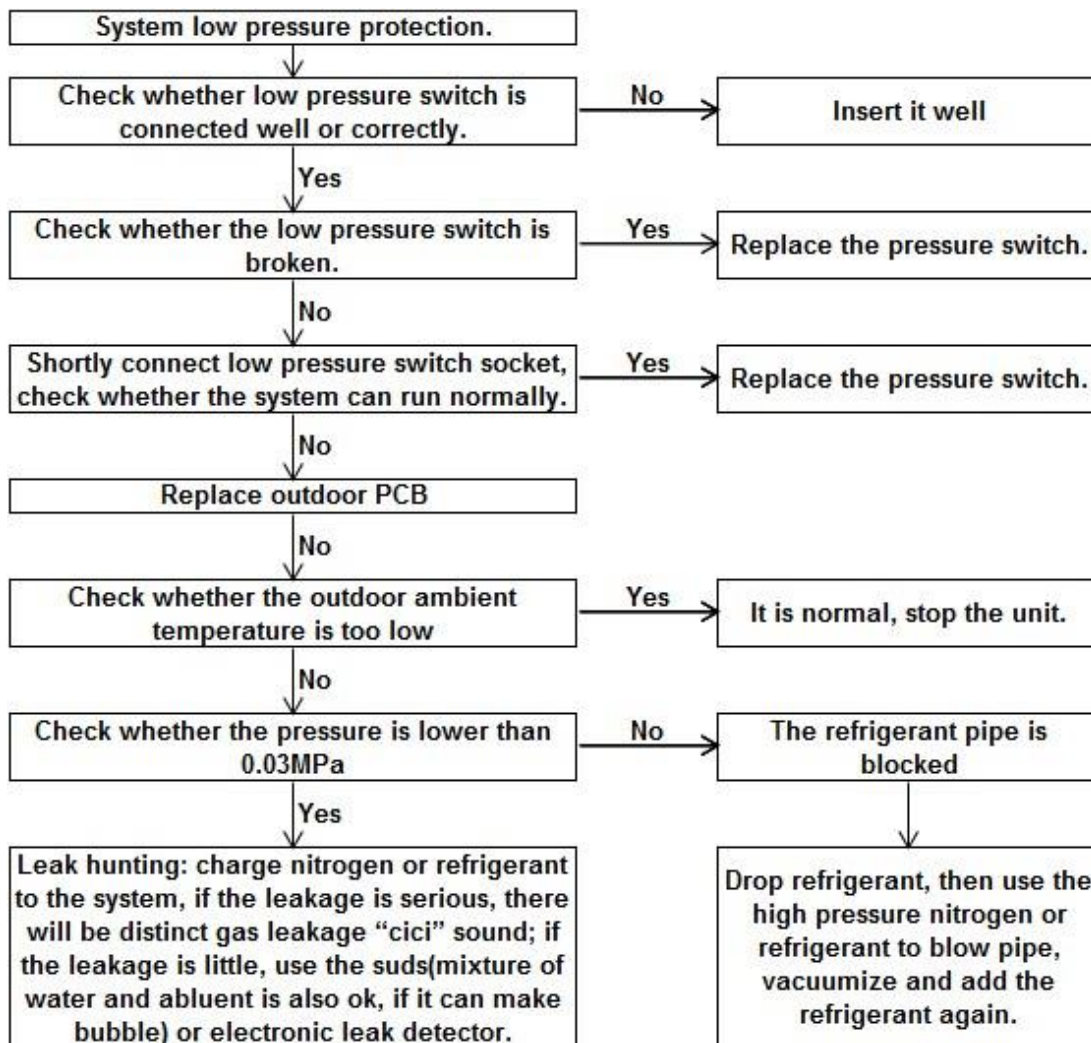 System low pressure protection.
Check whether low pressure switch is
connected well or correctly.
No
Insert it well
Yes
Check whether the low pressure switch is
broken.
Yes
Replace the pressure switch.
No
Shortly connect low pressure switch socket,
check whether the system can run normally.
Yes
Replace the pressure switch.
No
Replace outdoor PCB
No
Check whether the outdoor ambient
temperature is too low
Yes
It is normal, stop the unit.
No
Check whether the pressure is lower than
0.03MPa
No
The refrigerant pipe is
blocked
Yes
Leak hunting: charge nitrogen or refrigerant
to the system, if the leakage is serious, there
will be distinct gas leakage “cici” sound; if
the leakage is little, use the suds(mixture of
water and abluent is also ok, if it can make
bubble) or electronic leak detector.
Drop refrigerant, then use the
high pressure nitrogen or
refrigerant to blow pipe,
vacuumize and add the
refrigerant again.